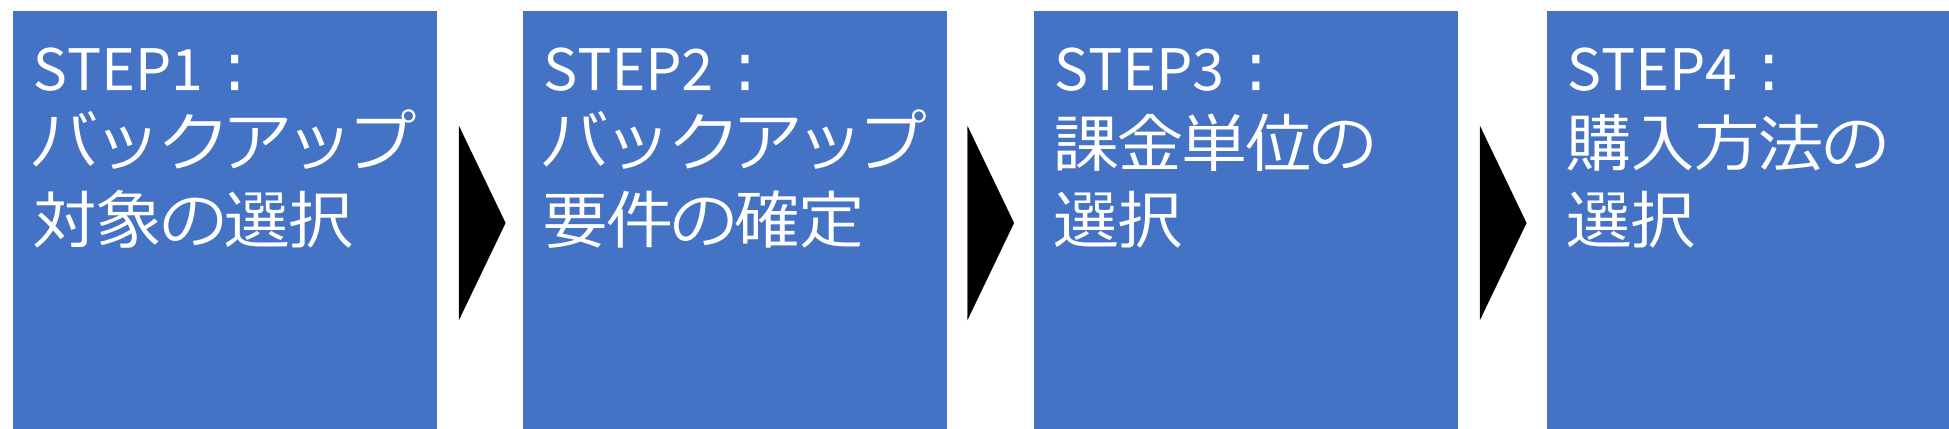 STEP1：
バックアップ
対象の選択
STEP2：
バックアップ
要件の確定
STEP3：
課金単位の
選択
STEP4：
購入方法の
選択